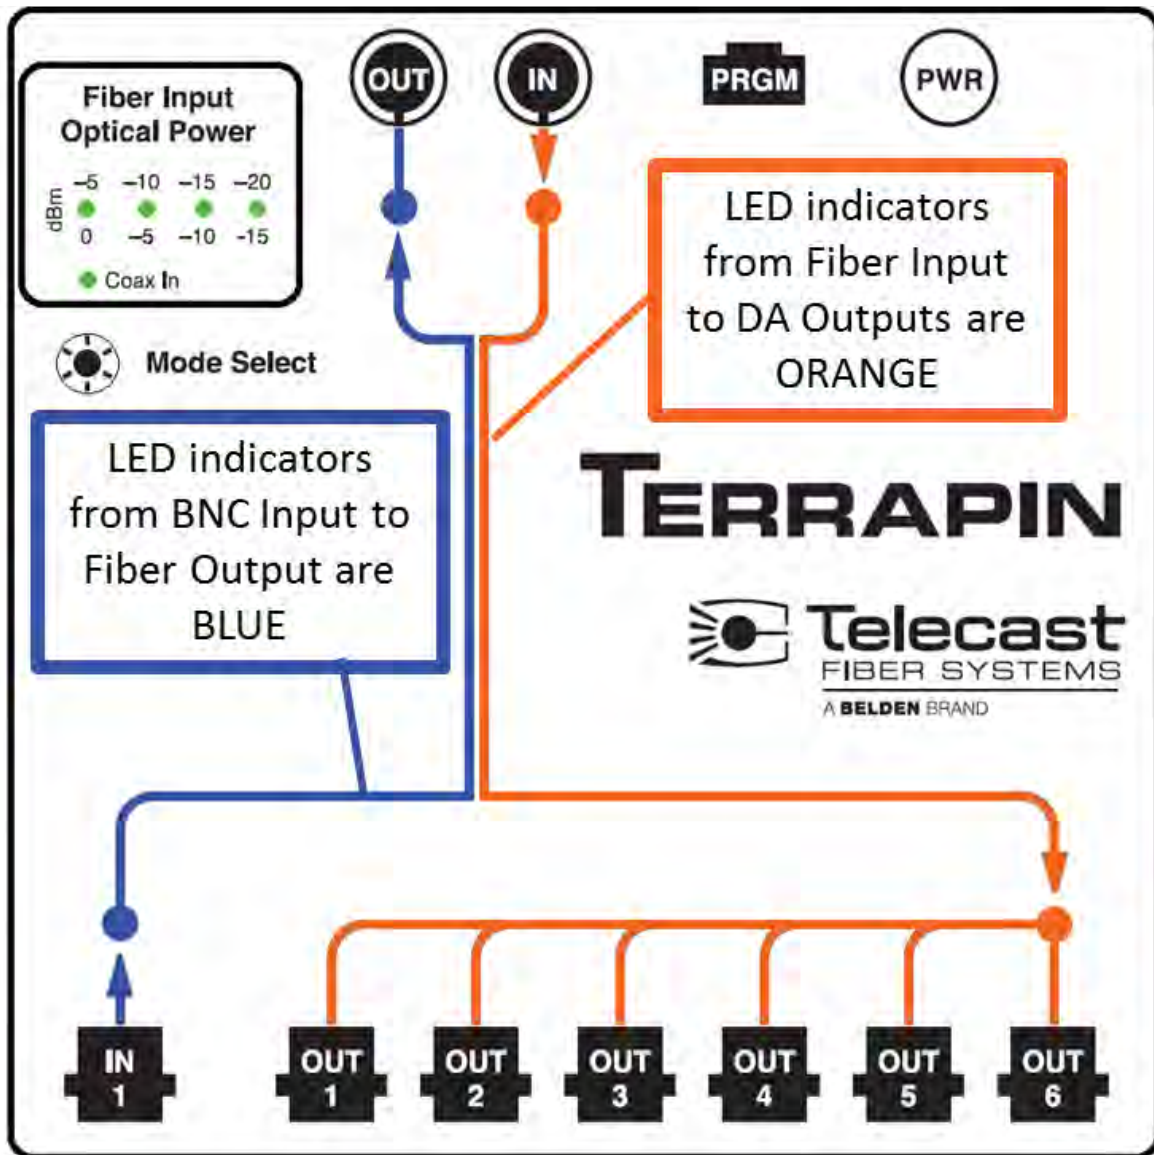 OUT IN PRGM PWR
Fiber Input
Optical Power
dBm
–5 –10 –15 –20
0 –5 –10 -15
Coax In
Mode Select
LED indicators
from Fiber Input
to DA Outputs are
ORANGE
LED indicators
from BNC Input to
Fiber Output are
BLUE
TERRAPIN
Telecast
FIBER SYSTEMS
A BELDEN BRAND
IN
1
OUT
1
OUT
2
OUT
3
OUT
4
OUT
5
OUT
6